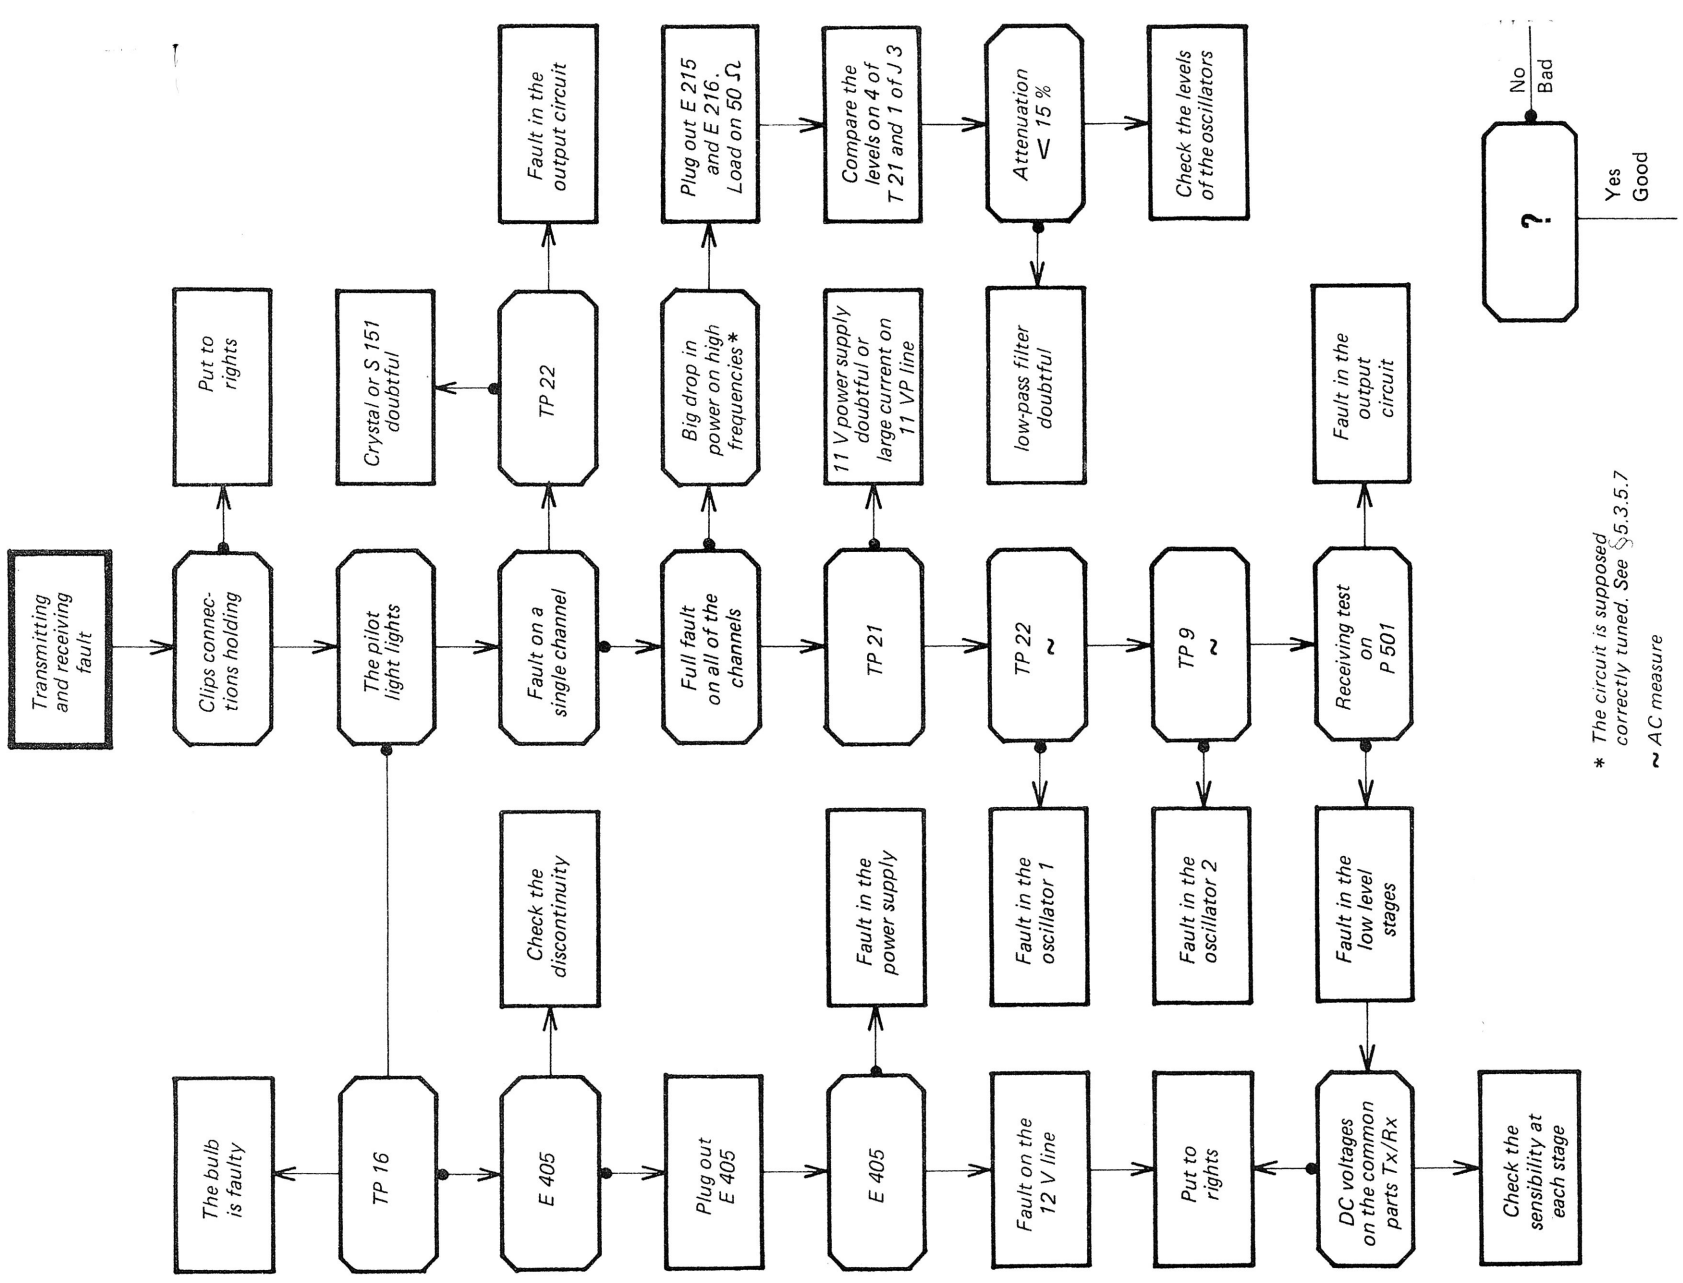 Transmitting
and receiving
fault
Clips connec-
tions holding
Put to
rights
The bulb
is faulty
TP 16
The pilot
light lights
Crystal or S 151
doubtful
E 405
Check the
discontinuity
Fault on a
single channel
TP 22
Fault in the
output circuit
Plug out
E 405
Full fault
on all of the
channels
Big drop in
power on high
frequencies*
Plug out E 215
and E 216.
Load on 50 Ω
E 405
Fault in the
power supply
TP 21
11 V power supply
doubtful or
large current on
11 VP line
Compare the
levels on 4 of
T 21 and 1 of J 3
Fault on the
12 V line
Fault in the
oscillator 1
TP 22
~
low-pass filter
doubtful
Attenuation
< 15 %
Put to
rights
Fault in the
oscillator 2
TP 9
~
Check the levels
of the oscillators
DC voltages
on the common
parts Tx/Rx
Fault in the
low level
stages
Receiving test
on
P 501
Fault in the
output
circuit
Check the
sensibility at
each stage
?
No
Bad
Yes
Good
* The circuit is supposed
correctly tuned. See §5.3.5.7
~ AC measure